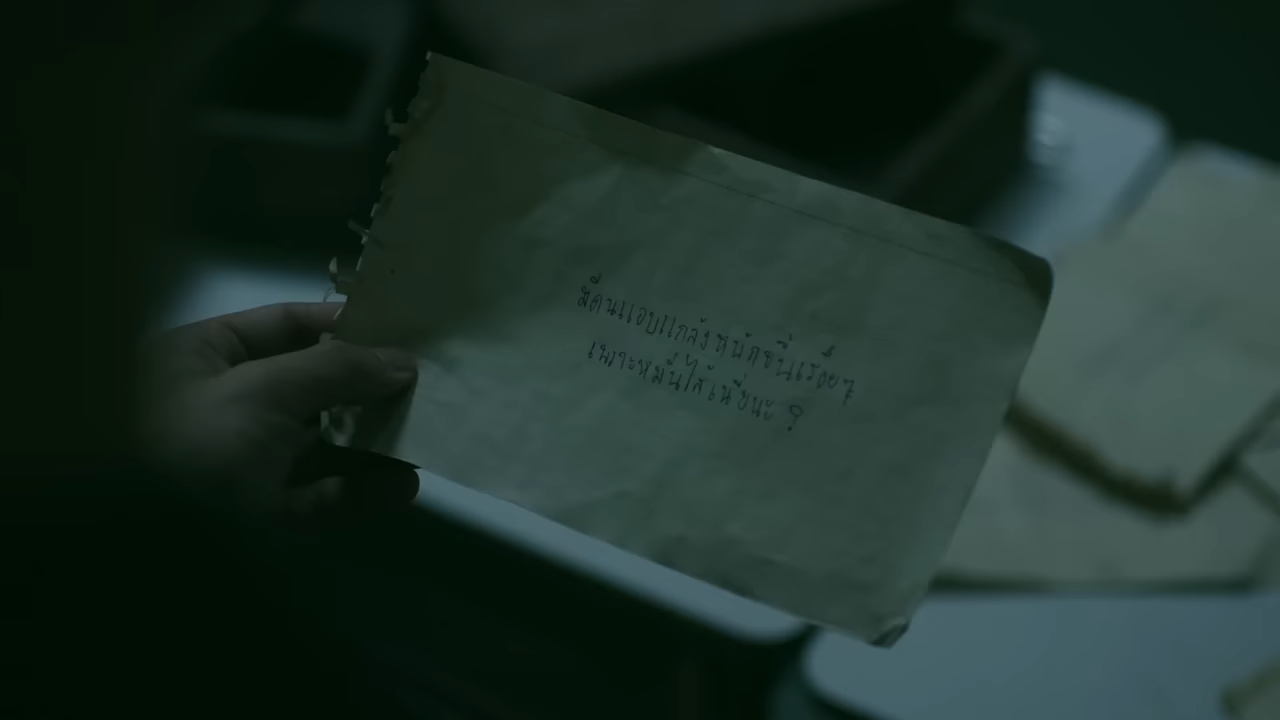 มีคนแอบแกล้งหนักขึ้นเรื่อยๆ
เพราะหมั่นไส้เนี่ยนะ ?